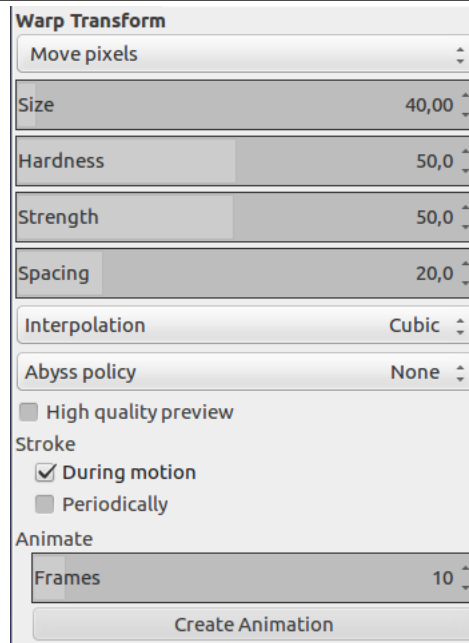 Warp Transform
Move pixels
Size 40,00
Hardness 50,0
Strength 50,0
Spacing 20,0
Interpolation Cubic
Abyss policy None
High quality preview
Stroke
During motion
Periodically
Animate
Frames 10
Create Animation